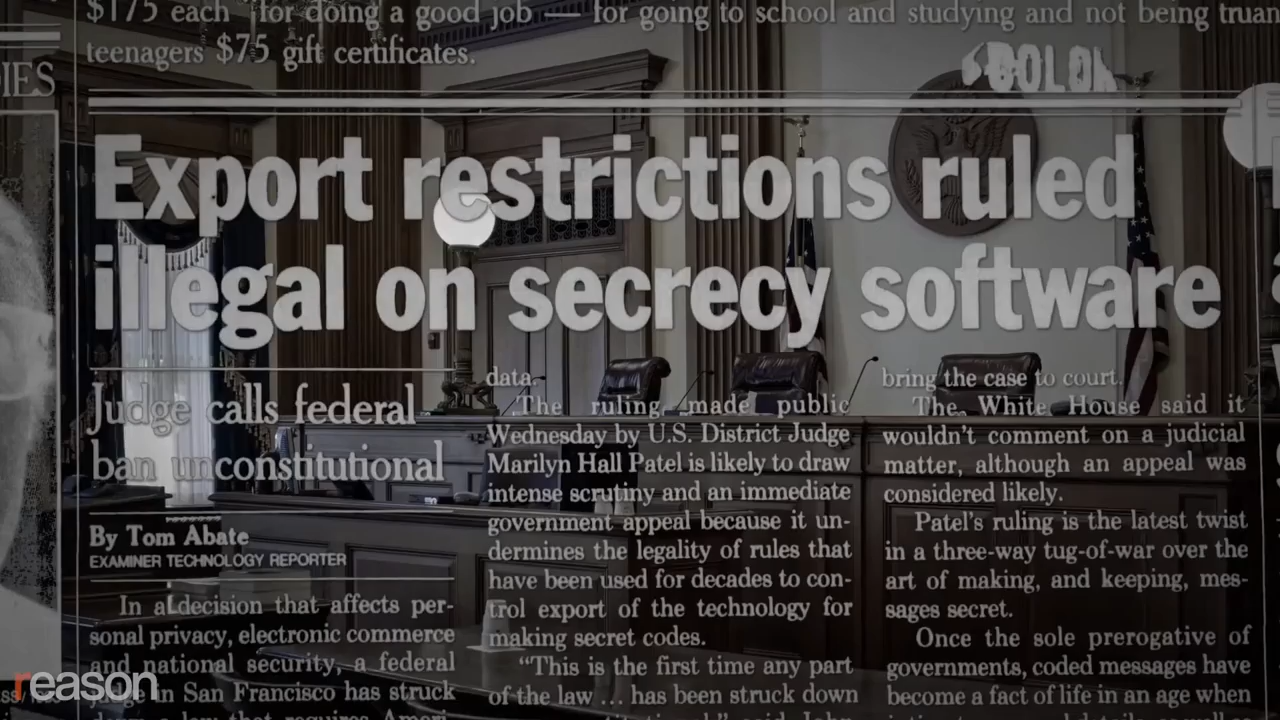 $175 each for doing a good job — for going to school and studying and not being truan
teenagers $75 gift certificates.
IES
Export restrictions ruled
illegal on secrecy software
Judge calls federal
ban unconstitutional
By Tom Abate
EXAMINER TECHNOLOGY REPORTER
In a decision that affects per-
sonal privacy, electronic commerce
and national security, a federal
judge in San Francisco has struck
down a law that requires Ameri-
data.
The ruling made public
Wednesday by U.S. District Judge
Marilyn Hall Patel is likely to draw
intense scrutiny and an immediate
government appeal because it un-
dermines the legality of rules that
have been used for decades to con-
trol export of the technology for
making secret codes.
“This is the first time any part
of the law ... has been struck down
bring the case to court.
The White House said it
wouldn't comment on a judicial
matter, although an appeal was
considered likely.
Patel's ruling is the latest twist
in a three-way tug-of-war over the
art of making, and keeping, mes-
sages secret.
Once the sole prerogative of
governments, coded messages have
become a fact of life in an age when
reason